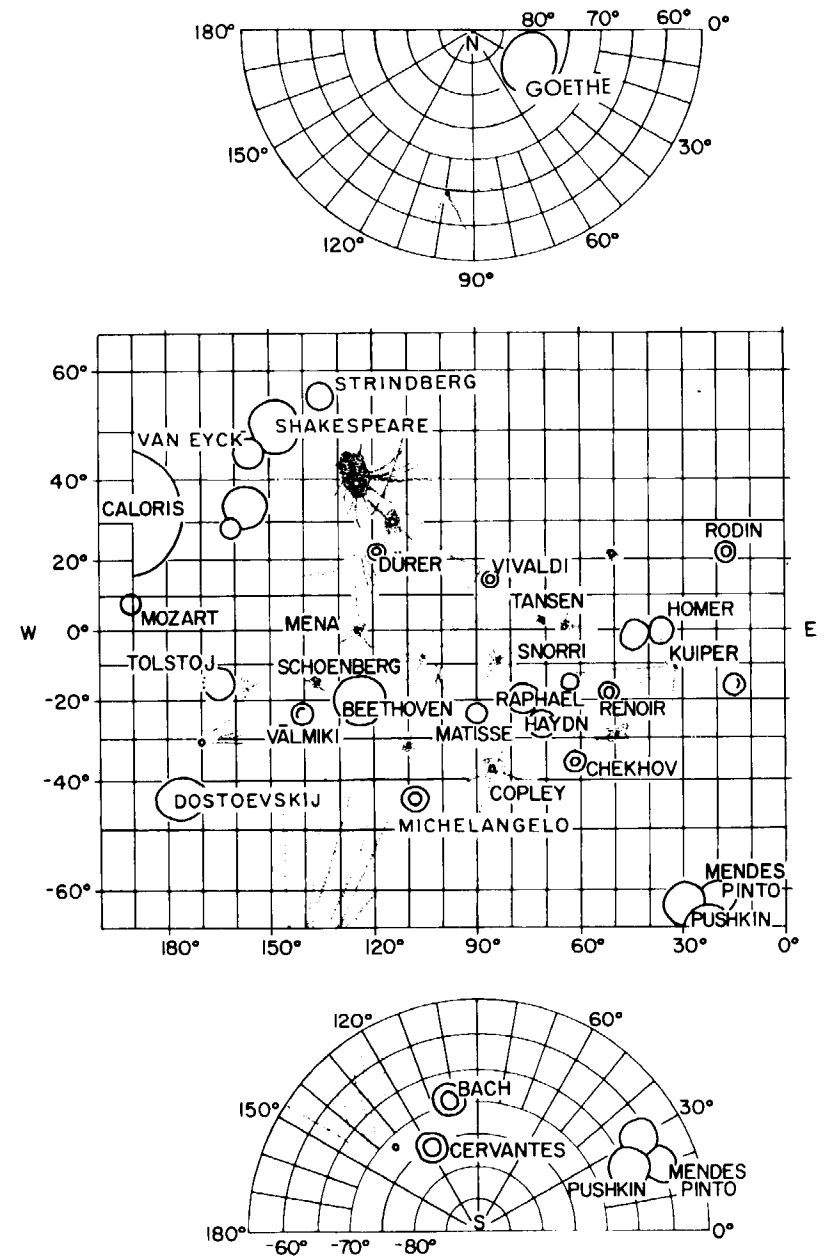 180°
N
80°
70°
60°
0°
GOETHE
150°
30°
120°
60°
90°
60°
STRINDBERG
SHAKESPEARE
VAN EYCK
40°
CALORIS
RODIN
20°
DÜRER
VIVALDI
TANSEN
HOMER
MOZART
MENA
W
0°
E
SNORRI
KUIPER
TOLSTOJ
SCHOENBERG
-20°
BEETHOVEN
RAPHAEL
RENOIR
HAYDN
VĀLMIKI
MATISSE
CHEKHOV
-40°
DOSTOEVSKIJ
COPLEY
MICHELANGELO
MENDES
PINTO
-60°
PUSHKIN
180°
150°
120°
90°
60°
30°
0°
120°
60°
BACH
150°
30°
CERVANTES
MENDES
PINTO
PUSHKIN
180°
S
0°
-60°
-70°
-80°